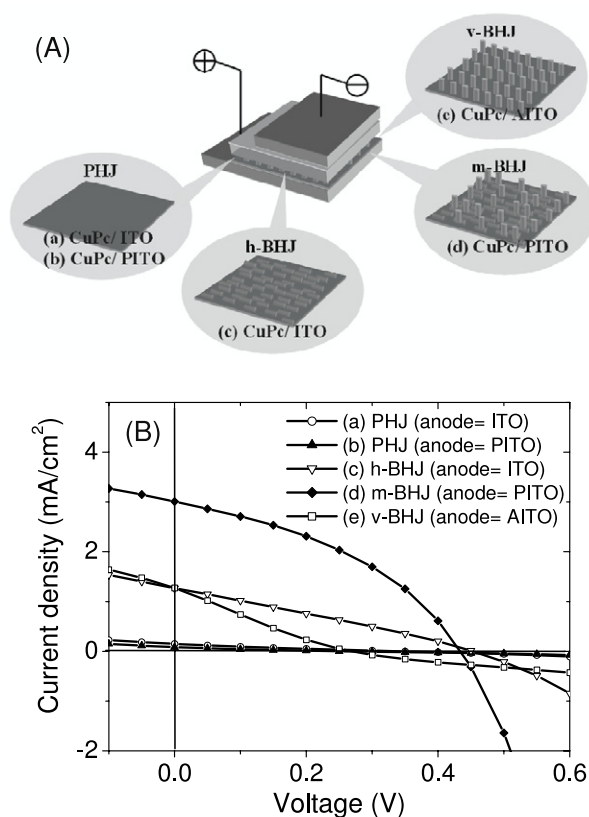 (A)
⊕
⊖
v-BHJ
(e) CuPc/ AITO
m-BHJ
(d) CuPc/ PITO
PHJ
(a) CuPc/ ITO
(b) CuPc/ PITO
h-BHJ
(c) CuPc/ ITO
(B)
(a) PHJ (anode= ITO)
(b) PHJ (anode= PITO)
(c) h-BHJ (anode= ITO)
(d) m-BHJ (anode= PITO)
(e) v-BHJ (anode= AITO)
Current density (mA/cm²)
4
2
0
-2
0.0 0.2 0.4 0.6
Voltage (V)